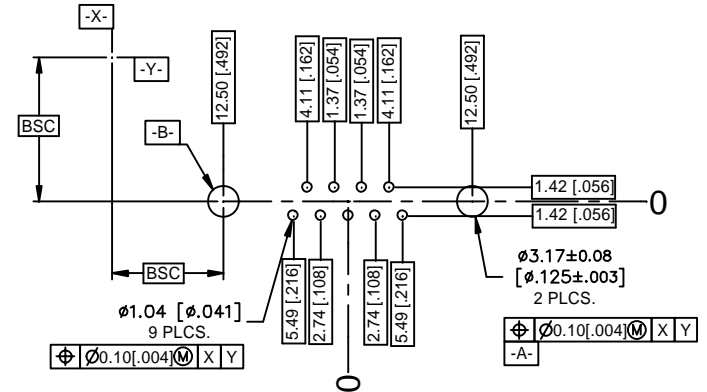 -X-
-Y-
BSC
-B-
12.50 [.492]
4.11 [.162]
1.37 [.054]
1.37 [.054]
4.11 [.162]
12.50 [.492]
1.42 [.056]
0
1.42 [.056]
BSC
5.49 [.216]
2.74 [.108]
2.74 [.108]
5.49 [.216]
ø1.04 [ø.041]
9 PLCS.
⌖ Ø0.10[.004]Ⓜ X Y
ø3.17±0.08
[ø.125±.003]
2 PLCS.
⌖ Ø0.10[.004]Ⓜ X Y
-A-
0